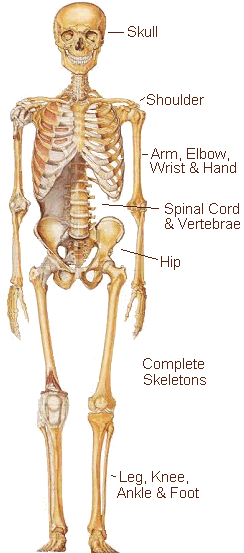 Skull
Shoulder
Arm, Elbow,
Wrist & Hand
Spinal Cord
& Vertebrae
Hip
Complete
Skeletons
Leg, Knee,
Ankle & Foot